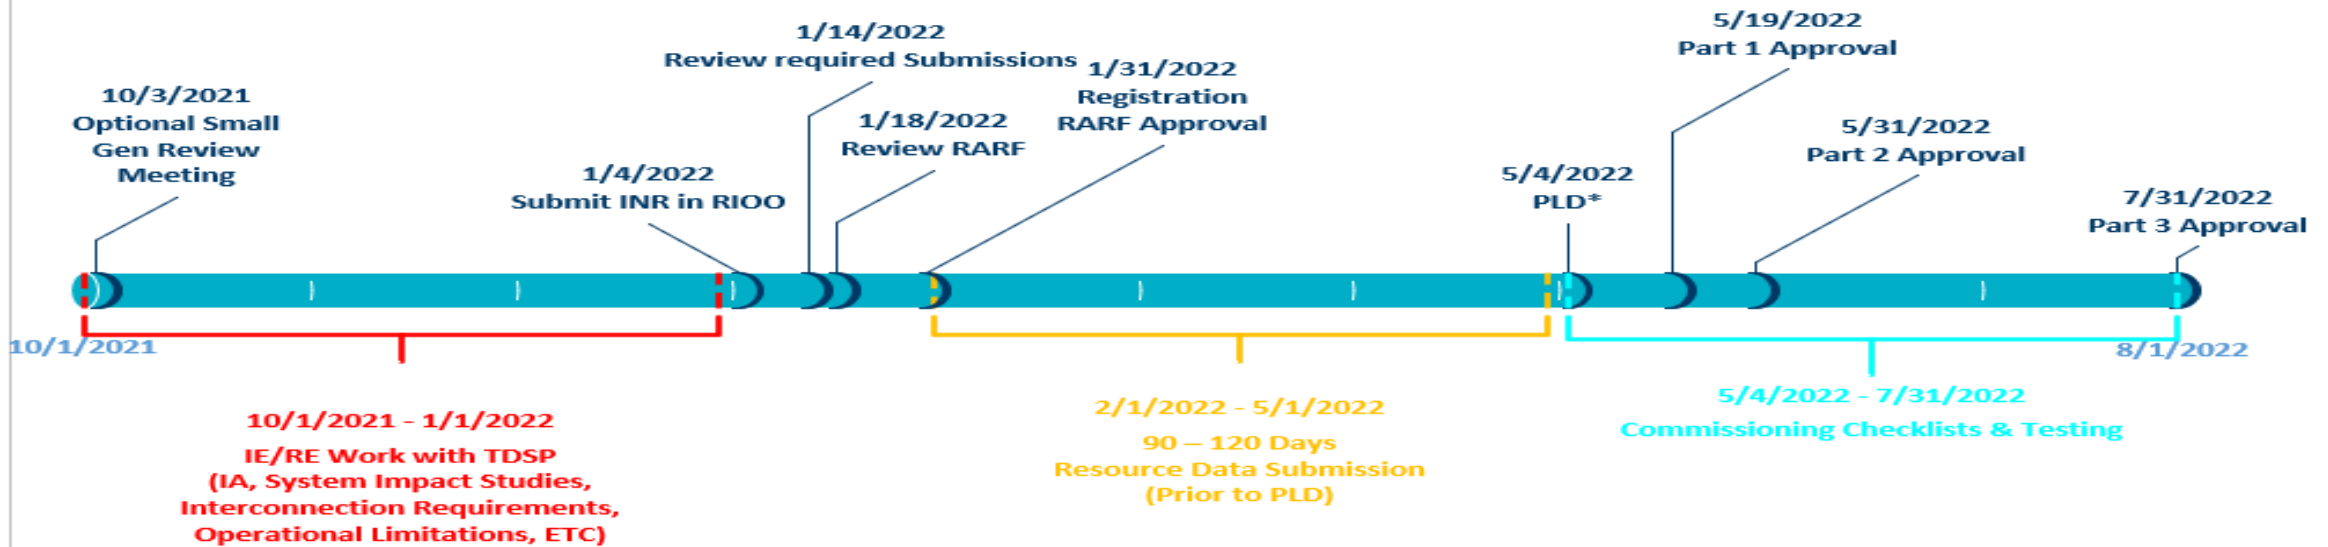 10/3/2021
Optional Small
Gen Review
Meeting
1/4/2022
Submit INR in RIOO
1/14/2022
Review required Submissions
1/18/2022
Review RARF
1/31/2022
Registration
RARF Approval
5/4/2022
PLD*
5/19/2022
Part 1 Approval
5/31/2022
Part 2 Approval
7/31/2022
Part 3 Approval
10/1/2021
8/1/2022
10/1/2021 - 1/1/2022
IE/RE Work with TDSP
(IA, System Impact Studies,
Interconnection Requirements,
Operational Limitations, ETC)
2/1/2022 - 5/1/2022
90 – 120 Days
Resource Data Submission
(Prior to PLD)
5/4/2022 - 7/31/2022
Commissioning Checklists & Testing